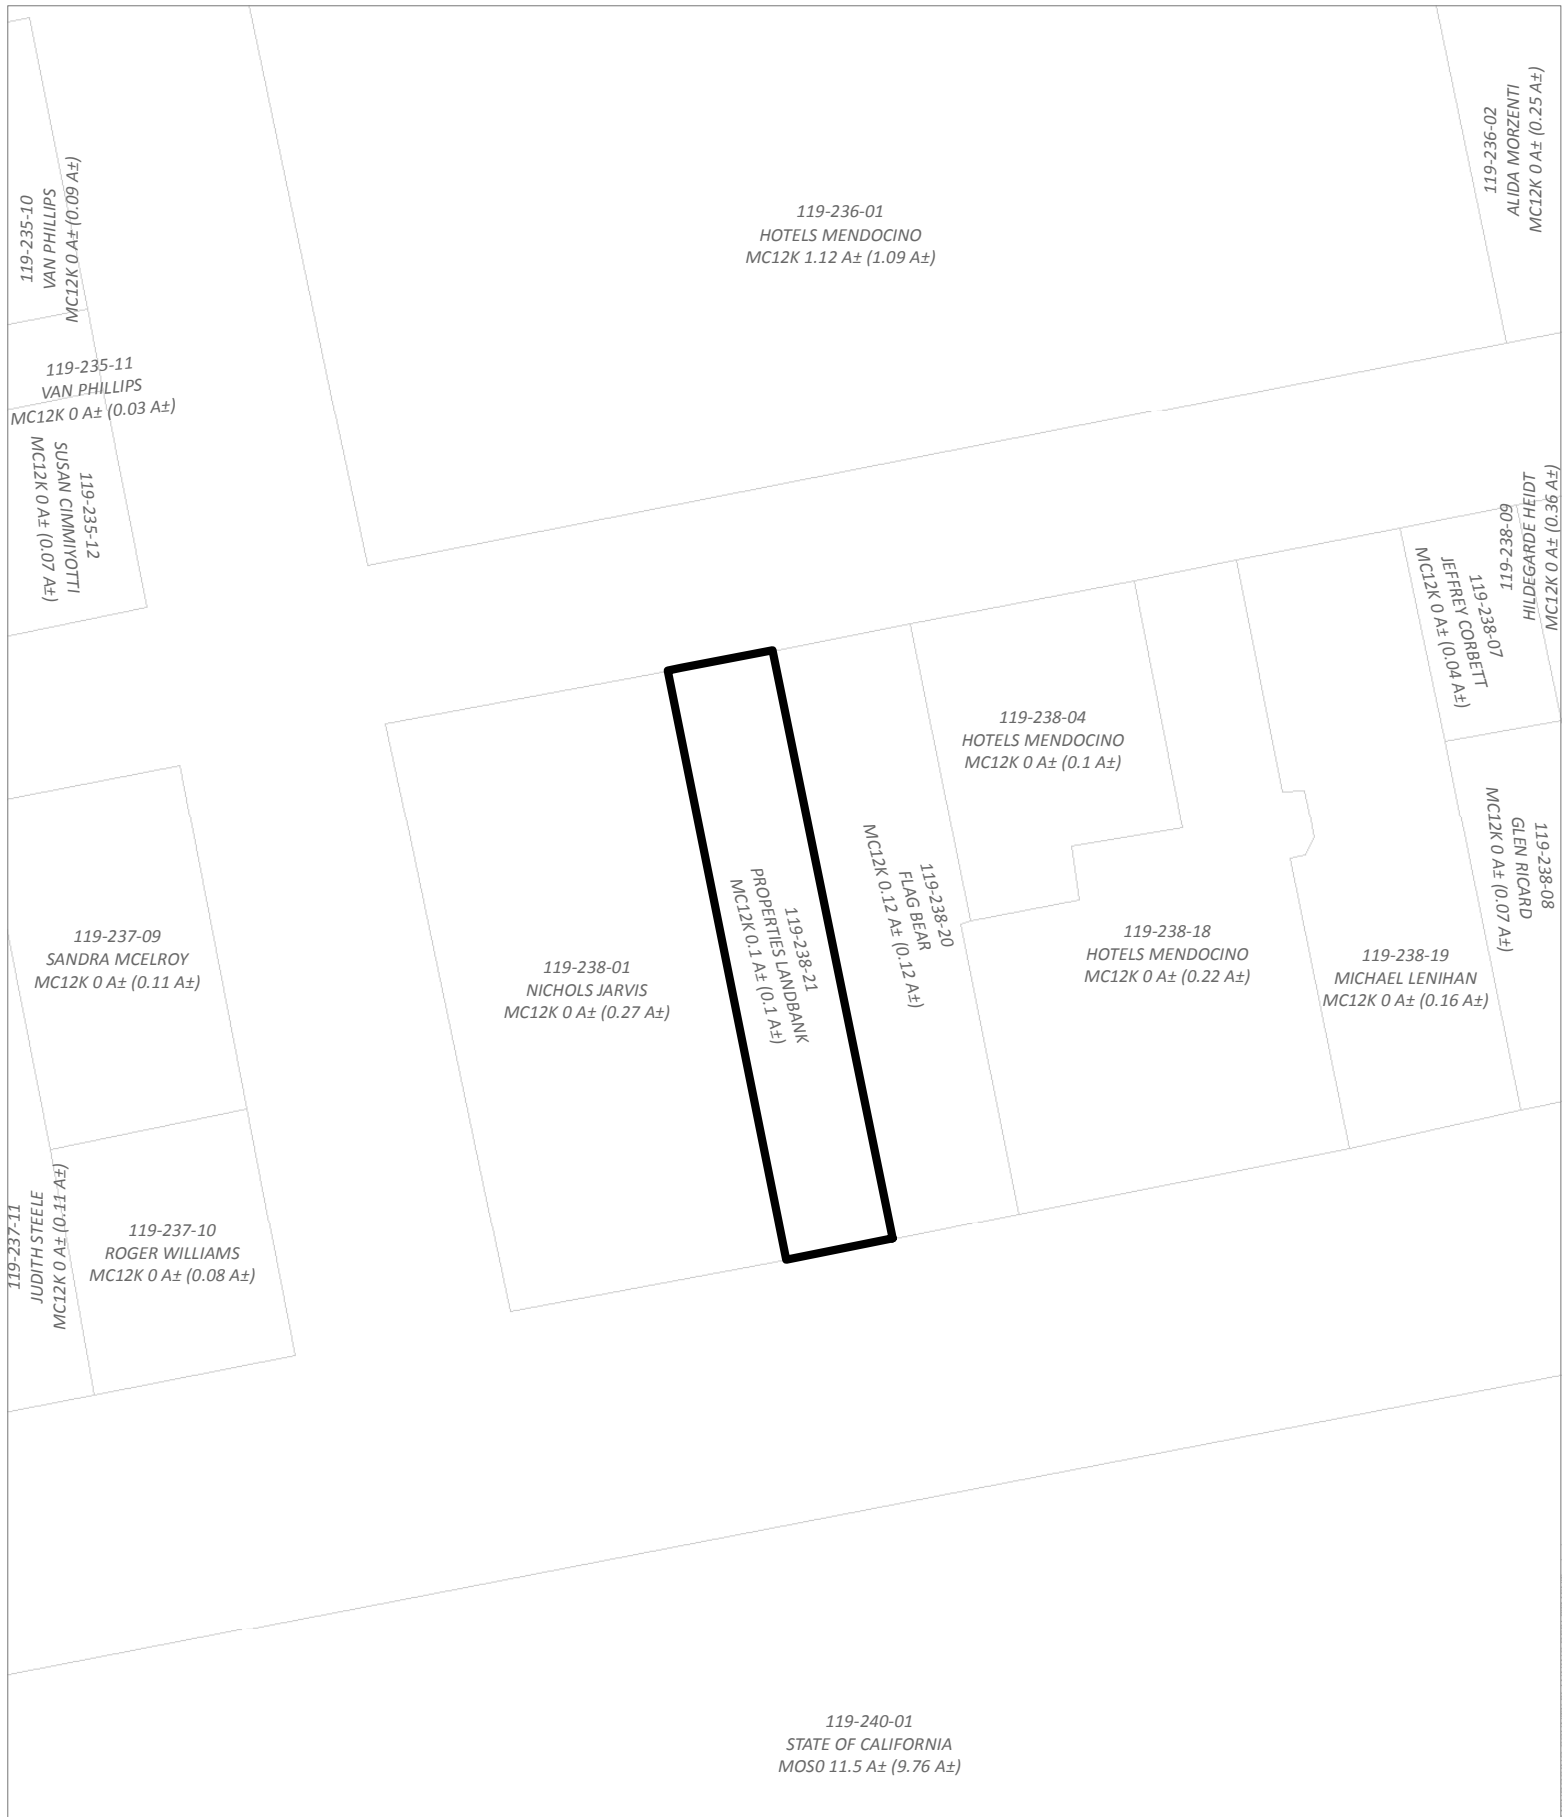 119-236-02
ALIDA MORZENTI
MC12K 0 A± (0.25 A±)
119-235-10
VAN PHILLIPS
MC12K 0 A± (0.09 A±)
119-236-01
HOTELS MENDOCINO
MC12K 1.12 A± (1.09 A±)
119-235-11
VAN PHILLIPS
MC12K 0 A± (0.03 A±)
119-235-12
SUSAN CIMMIYOTTI
MC12K 0 A± (0.07 A±)
119-238-09
HILDEGARDE HEIDT
MC12K 0 A± (0.36 A±)
119-238-07
JEFFREY CORBETT
MC12K 0 A± (0.04 A±)
119-238-04
HOTELS MENDOCINO
MC12K 0 A± (0.1 A±)
119-238-08
GLEN RICARD
MC12K 0 A± (0.07 A±)
119-238-20
FLAG BEAR
MC12K 0.12 A± (0.12 A±)
119-238-21
PROPERTIES LANDBANK
MC12K 0.1 A± (0.1 A±)
119-237-09
SANDRA MCELROY
MC12K 0 A± (0.11 A±)
119-238-01
NICHOLS JARVIS
MC12K 0 A± (0.27 A±)
119-238-18
HOTELS MENDOCINO
MC12K 0 A± (0.22 A±)
119-238-19
MICHAEL LENIHAN
MC12K 0 A± (0.16 A±)
119-237-11
JUDITH STEELE
MC12K 0 A± (0.11 A±)
119-237-10
ROGER WILLIAMS
MC12K 0 A± (0.08 A±)
119-240-01
STATE OF CALIFORNIA
MOS0 11.5 A± (9.76 A±)